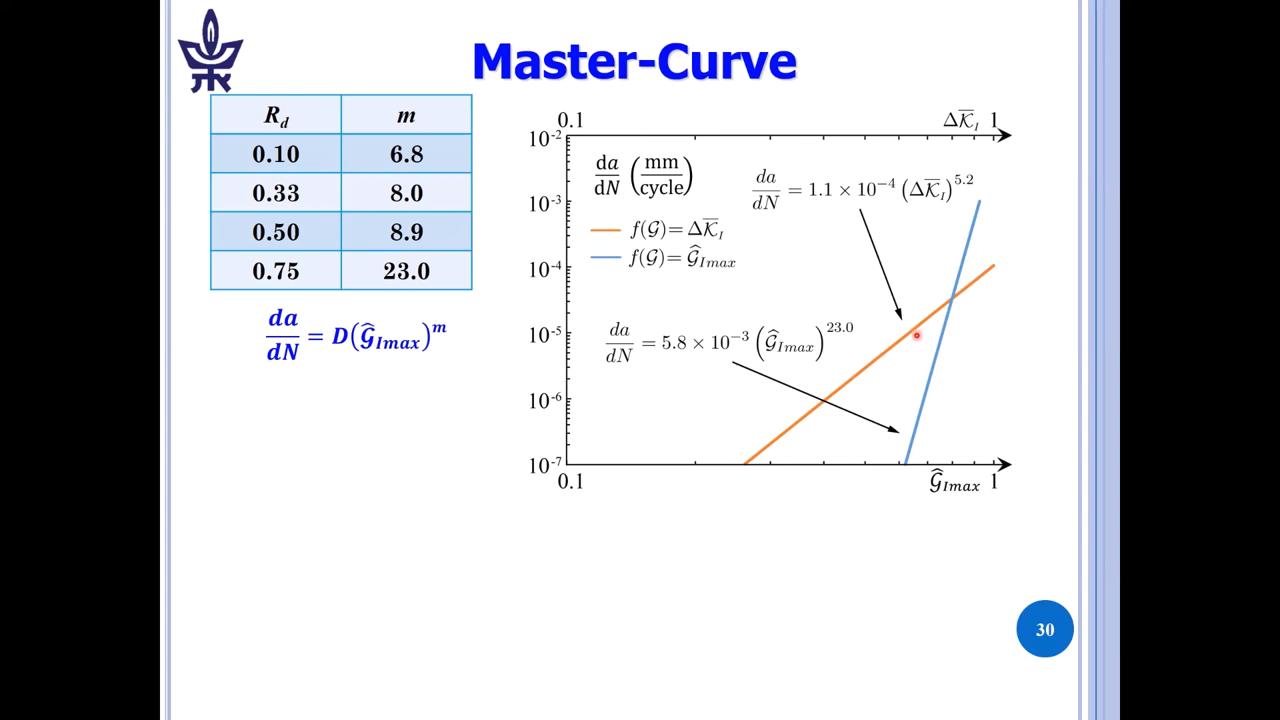 Master-Curve
R_d m
0.10 6.8
0.33 8.0
0.50 8.9
0.75 23.0
da/dN = D(𝒢̂_Imax)^m
0.1 Δ𝒦̅_I 1
10^-2
da/dN (mm/cycle)
da/dN = 1.1 × 10^-4 (Δ𝒦̅_I)^5.2
10^-3
f(𝒢)= Δ𝒦̅_I
f(𝒢)= 𝒢̂_Imax
10^-4
da/dN = 5.8 × 10^-3 (𝒢̂_Imax)^23.0
10^-5
10^-6
10^-7
0.1 𝒢̂_Imax 1
30